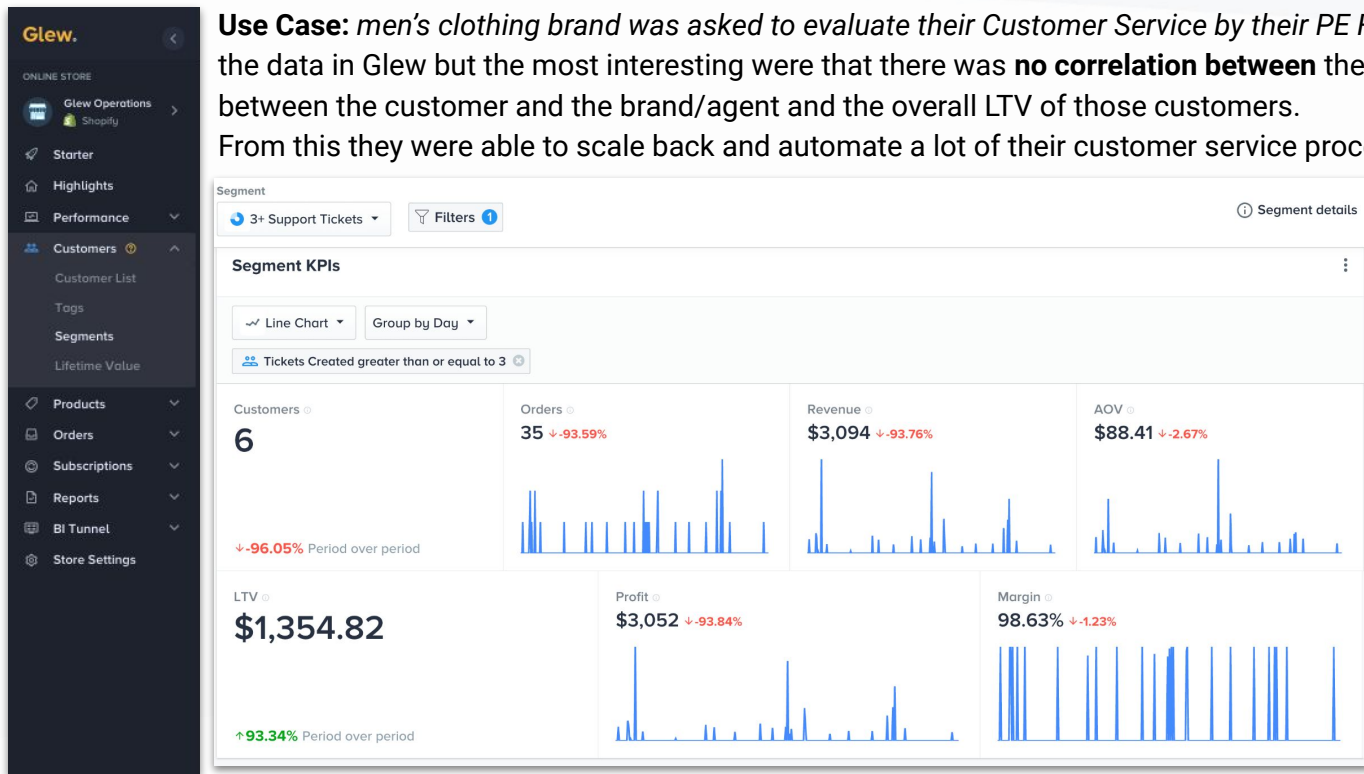 Glew.
ONLINE STORE
Glew Operations
Shopify
Starter
Highlights
Performance
Customers
Customer List
Tags
Segments
Lifetime Value
Products
Orders
Subscriptions
Reports
BI Tunnel
Store Settings
Use Case: men's clothing brand was asked to evaluate their Customer Service by their PE
the data in Glew but the most interesting were that there was no correlation between the
between the customer and the brand/agent and the overall LTV of those customers.
From this they were able to scale back and automate a lot of their customer service
Segment
3+ Support Tickets
Filters 1
Segment details
Segment KPIs
Line Chart
Group by Day
Tickets Created greater than or equal to 3
Customers
6
↓-96.05% Period over period
Orders
35 ↓-93.59%
Revenue
$3,094 ↓-93.76%
AOV
$88.41 ↓-2.67%
LTV
$1,354.82
↑93.34% Period over period
Profit
$3,052 ↓-93.84%
Margin
98.63% ↓-1.23%